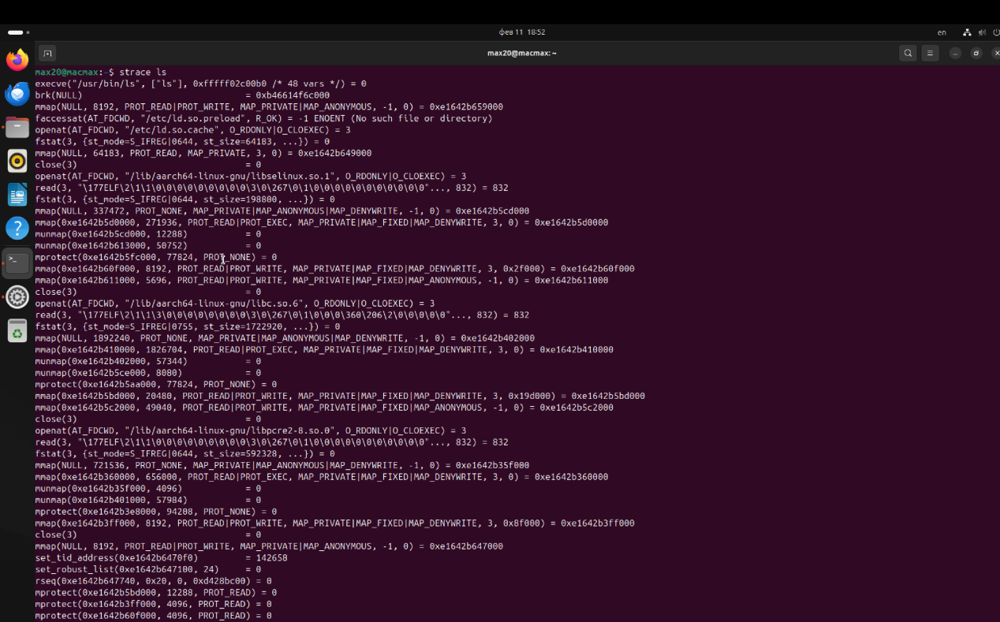 фев 11 18:52
en
max20@macmax: ~
max20@macmax:~$ strace ls
execve("/usr/bin/ls", ["ls"], 0xfffff02c00b0 /* 48 vars */) = 0
brk(NULL) = 0xb46614f6c000
mmap(NULL, 8192, PROT_READ|PROT_WRITE, MAP_PRIVATE|MAP_ANONYMOUS, -1, 0) = 0xe1642b659000
faccessat(AT_FDCWD, "/etc/ld.so.preload", R_OK) = -1 ENOENT (No such file or directory)
openat(AT_FDCWD, "/etc/ld.so.cache", O_RDONLY|O_CLOEXEC) = 3
fstat(3, {st_mode=S_IFREG|0644, st_size=64183, ...}) = 0
mmap(NULL, 64183, PROT_READ, MAP_PRIVATE, 3, 0) = 0xe1642b649000
close(3) = 0
openat(AT_FDCWD, "/lib/aarch64-linux-gnu/libselinux.so.1", O_RDONLY|O_CLOEXEC) = 3
read(3, "\177ELF\2\1\1\0\0\0\0\0\0\0\0\0\3\0\267\0\1\0\0\0\0\0\0\0\0\0\0\0"..., 832) = 832
fstat(3, {st_mode=S_IFREG|0644, st_size=198800, ...}) = 0
mmap(NULL, 337472, PROT_NONE, MAP_PRIVATE|MAP_ANONYMOUS|MAP_DENYWRITE, -1, 0) = 0xe1642b5cd000
mmap(0xe1642b5d0000, 271936, PROT_READ|PROT_EXEC, MAP_PRIVATE|MAP_FIXED|MAP_DENYWRITE, 3, 0) = 0xe1642b5d0000
munmap(0xe1642b5cd000, 12288) = 0
munmap(0xe1642b613000, 50752) = 0
mprotect(0xe1642b5fc000, 77824, PROT_NONE) = 0
mmap(0xe1642b60f000, 8192, PROT_READ|PROT_WRITE, MAP_PRIVATE|MAP_FIXED|MAP_DENYWRITE, 3, 0x2f000) = 0xe1642b60f000
mmap(0xe1642b611000, 5696, PROT_READ|PROT_WRITE, MAP_PRIVATE|MAP_FIXED|MAP_ANONYMOUS, -1, 0) = 0xe1642b611000
close(3) = 0
openat(AT_FDCWD, "/lib/aarch64-linux-gnu/libc.so.6", O_RDONLY|O_CLOEXEC) = 3
read(3, "\177ELF\2\1\1\3\0\0\0\0\0\0\0\0\3\0\267\0\1\0\0\0\360\206\2\0\0\0\0\0"..., 832) = 832
fstat(3, {st_mode=S_IFREG|0755, st_size=1722920, ...}) = 0
mmap(NULL, 1892240, PROT_NONE, MAP_PRIVATE|MAP_ANONYMOUS|MAP_DENYWRITE, -1, 0) = 0xe1642b402000
mmap(0xe1642b410000, 1826704, PROT_READ|PROT_EXEC, MAP_PRIVATE|MAP_FIXED|MAP_DENYWRITE, 3, 0) = 0xe1642b410000
munmap(0xe1642b402000, 57344) = 0
munmap(0xe1642b5ce000, 8080) = 0
mprotect(0xe1642b5aa000, 77824, PROT_NONE) = 0
mmap(0xe1642b5bd000, 20480, PROT_READ|PROT_WRITE, MAP_PRIVATE|MAP_FIXED|MAP_DENYWRITE, 3, 0x19d000) = 0xe1642b5bd000
mmap(0xe1642b5c2000, 49040, PROT_READ|PROT_WRITE, MAP_PRIVATE|MAP_FIXED|MAP_ANONYMOUS, -1, 0) = 0xe1642b5c2000
close(3) = 0
openat(AT_FDCWD, "/lib/aarch64-linux-gnu/libpcre2-8.so.0", O_RDONLY|O_CLOEXEC) = 3
read(3, "\177ELF\2\1\1\0\0\0\0\0\0\0\0\0\3\0\267\0\1\0\0\0\0\0\0\0\0\0\0\0"..., 832) = 832
fstat(3, {st_mode=S_IFREG|0644, st_size=592328, ...}) = 0
mmap(NULL, 721536, PROT_NONE, MAP_PRIVATE|MAP_ANONYMOUS|MAP_DENYWRITE, -1, 0) = 0xe1642b35f000
mmap(0xe1642b360000, 656000, PROT_READ|PROT_EXEC, MAP_PRIVATE|MAP_FIXED|MAP_DENYWRITE, 3, 0) = 0xe1642b360000
munmap(0xe1642b35f000, 4096) = 0
munmap(0xe1642b401000, 57984) = 0
mprotect(0xe1642b3e8000, 94208, PROT_NONE) = 0
mmap(0xe1642b3ff000, 8192, PROT_READ|PROT_WRITE, MAP_PRIVATE|MAP_FIXED|MAP_DENYWRITE, 3, 0x8f000) = 0xe1642b3ff000
close(3) = 0
mmap(NULL, 8192, PROT_READ|PROT_WRITE, MAP_PRIVATE|MAP_ANONYMOUS, -1, 0) = 0xe1642b647000
set_tid_address(0xe1642b6470f0) = 142658
set_robust_list(0xe1642b647100, 24) = 0
rseq(0xe1642b647740, 0x20, 0, 0xd428bc00) = 0
mprotect(0xe1642b5bd000, 12288, PROT_READ) = 0
mprotect(0xe1642b3ff000, 4096, PROT_READ) = 0
mprotect(0xe1642b60f000, 4096, PROT_READ) = 0